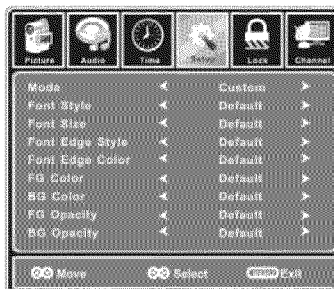 Picture Audio Time Setup Lock Channel
Mode Custom
Font Style Default
Font Size Default
Font Edge Style Default
Font Edge Color Default
FG Color Default
BG Color Default
FG Opacity Default
BG Opacity Default
Move Select Exit